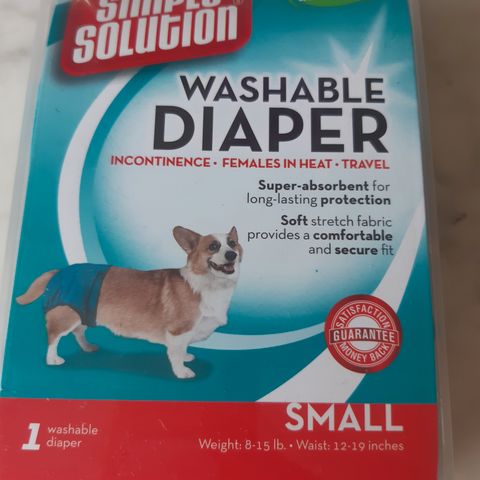 SIMPLE
SOLUTION®
WASHABLE
DIAPER
INCONTINENCE • FEMALES IN HEAT • TRAVEL
Super-absorbent for
long-lasting protection
Soft stretch fabric
provides a comfortable
and secure fit
SATISFACTION
GUARANTEE
MONEY BACK
SMALL
1 washable
diaper
Weight: 8-15 lb. • Waist: 12-19 inches